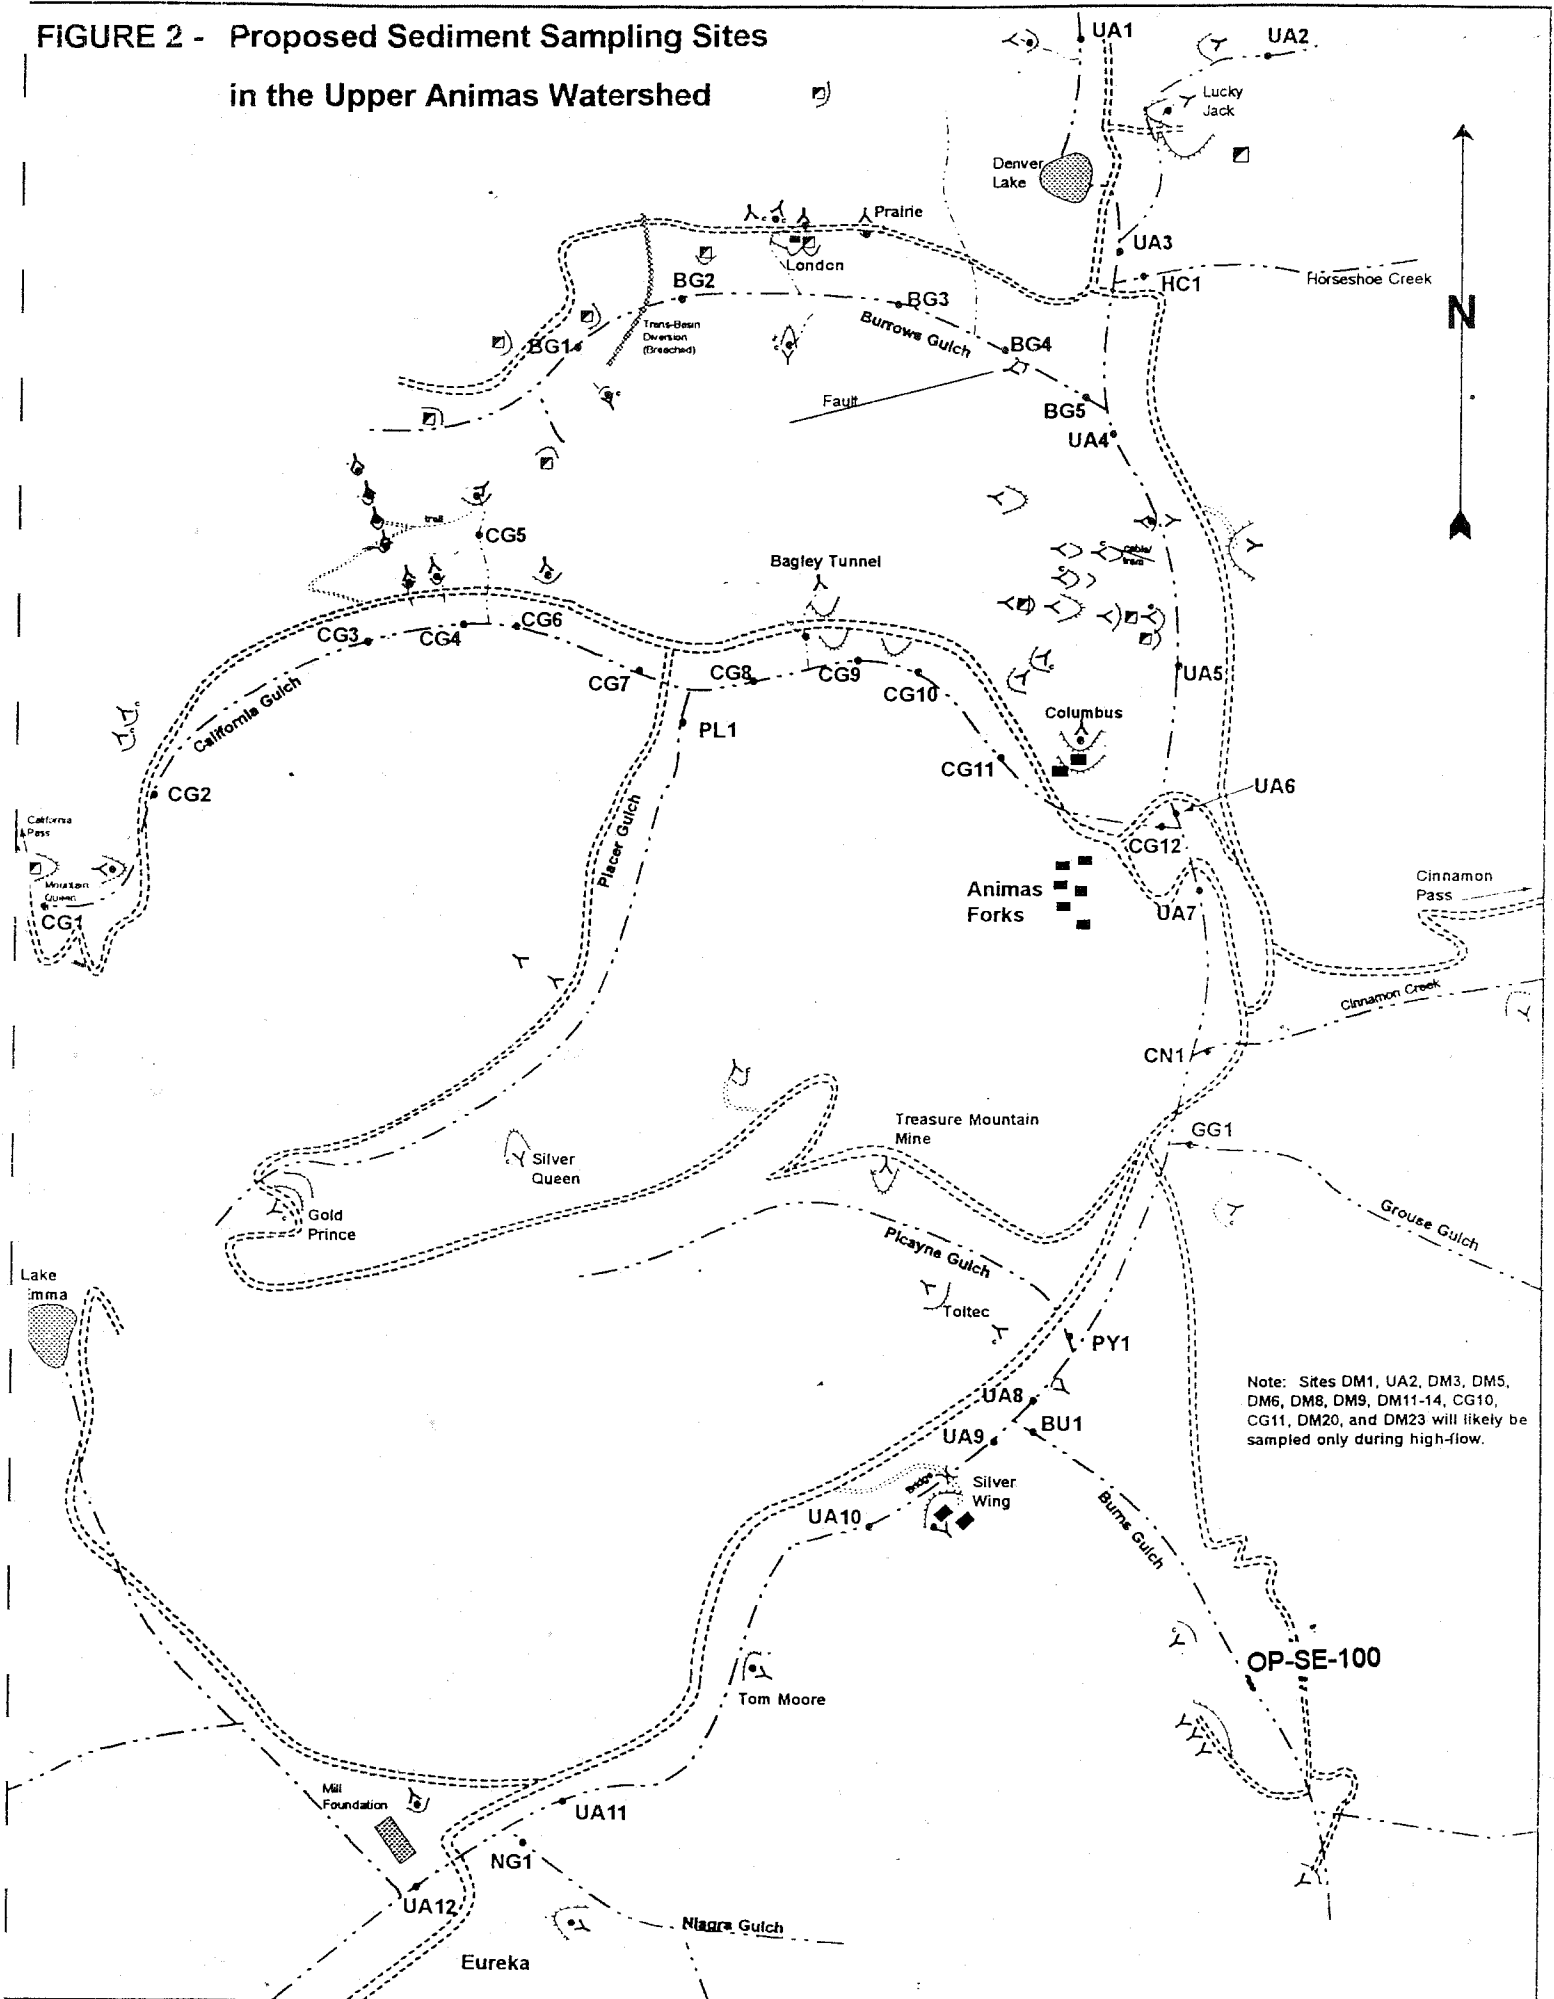 FIGURE 2 - Proposed Sediment Sampling Sites
in the Upper Animas Watershed
UA1
UA2
Lucky
Jack
Denver
Lake
Prairie
UA3
London
HC1
Horseshoe Creek
BG2
BG3
N
Trans-Basin
Diversion
(Breeched)
Burrows Gulch
BG1
BG4
Fault
BG5
UA4
trail
CG5
cable/
tram
Bagley Tunnel
CG3
CG4
CG6
CG7
CG8
CG9
CG10
UA5
California Gulch
PL1
Columbus
CG11
CG2
UA6
California
Pass
Placer Gulch
CG12
Mountain
Queen
CG1
Animas
Forks
UA7
Cinnamon
Pass
Cinnamon Creek
CN1
Treasure Mountain
Mine
GG1
Silver
Queen
Gold
Prince
Grouse Gulch
Picayne Gulch
Lake
Emma
Toltec
PY1
Note: Sites DM1, UA2, DM3, DM5,
DM6, DM8, DM9, DM11-14, CG10,
CG11, DM20, and DM23 will likely be
sampled only during high-flow.
UA8
BU1
UA9
Bridge
Silver
Wing
UA10
Burns Gulch
OP-SE-100
Tom Moore
Mill
Foundation
UA11
NG1
UA12
Niagra Gulch
Eureka